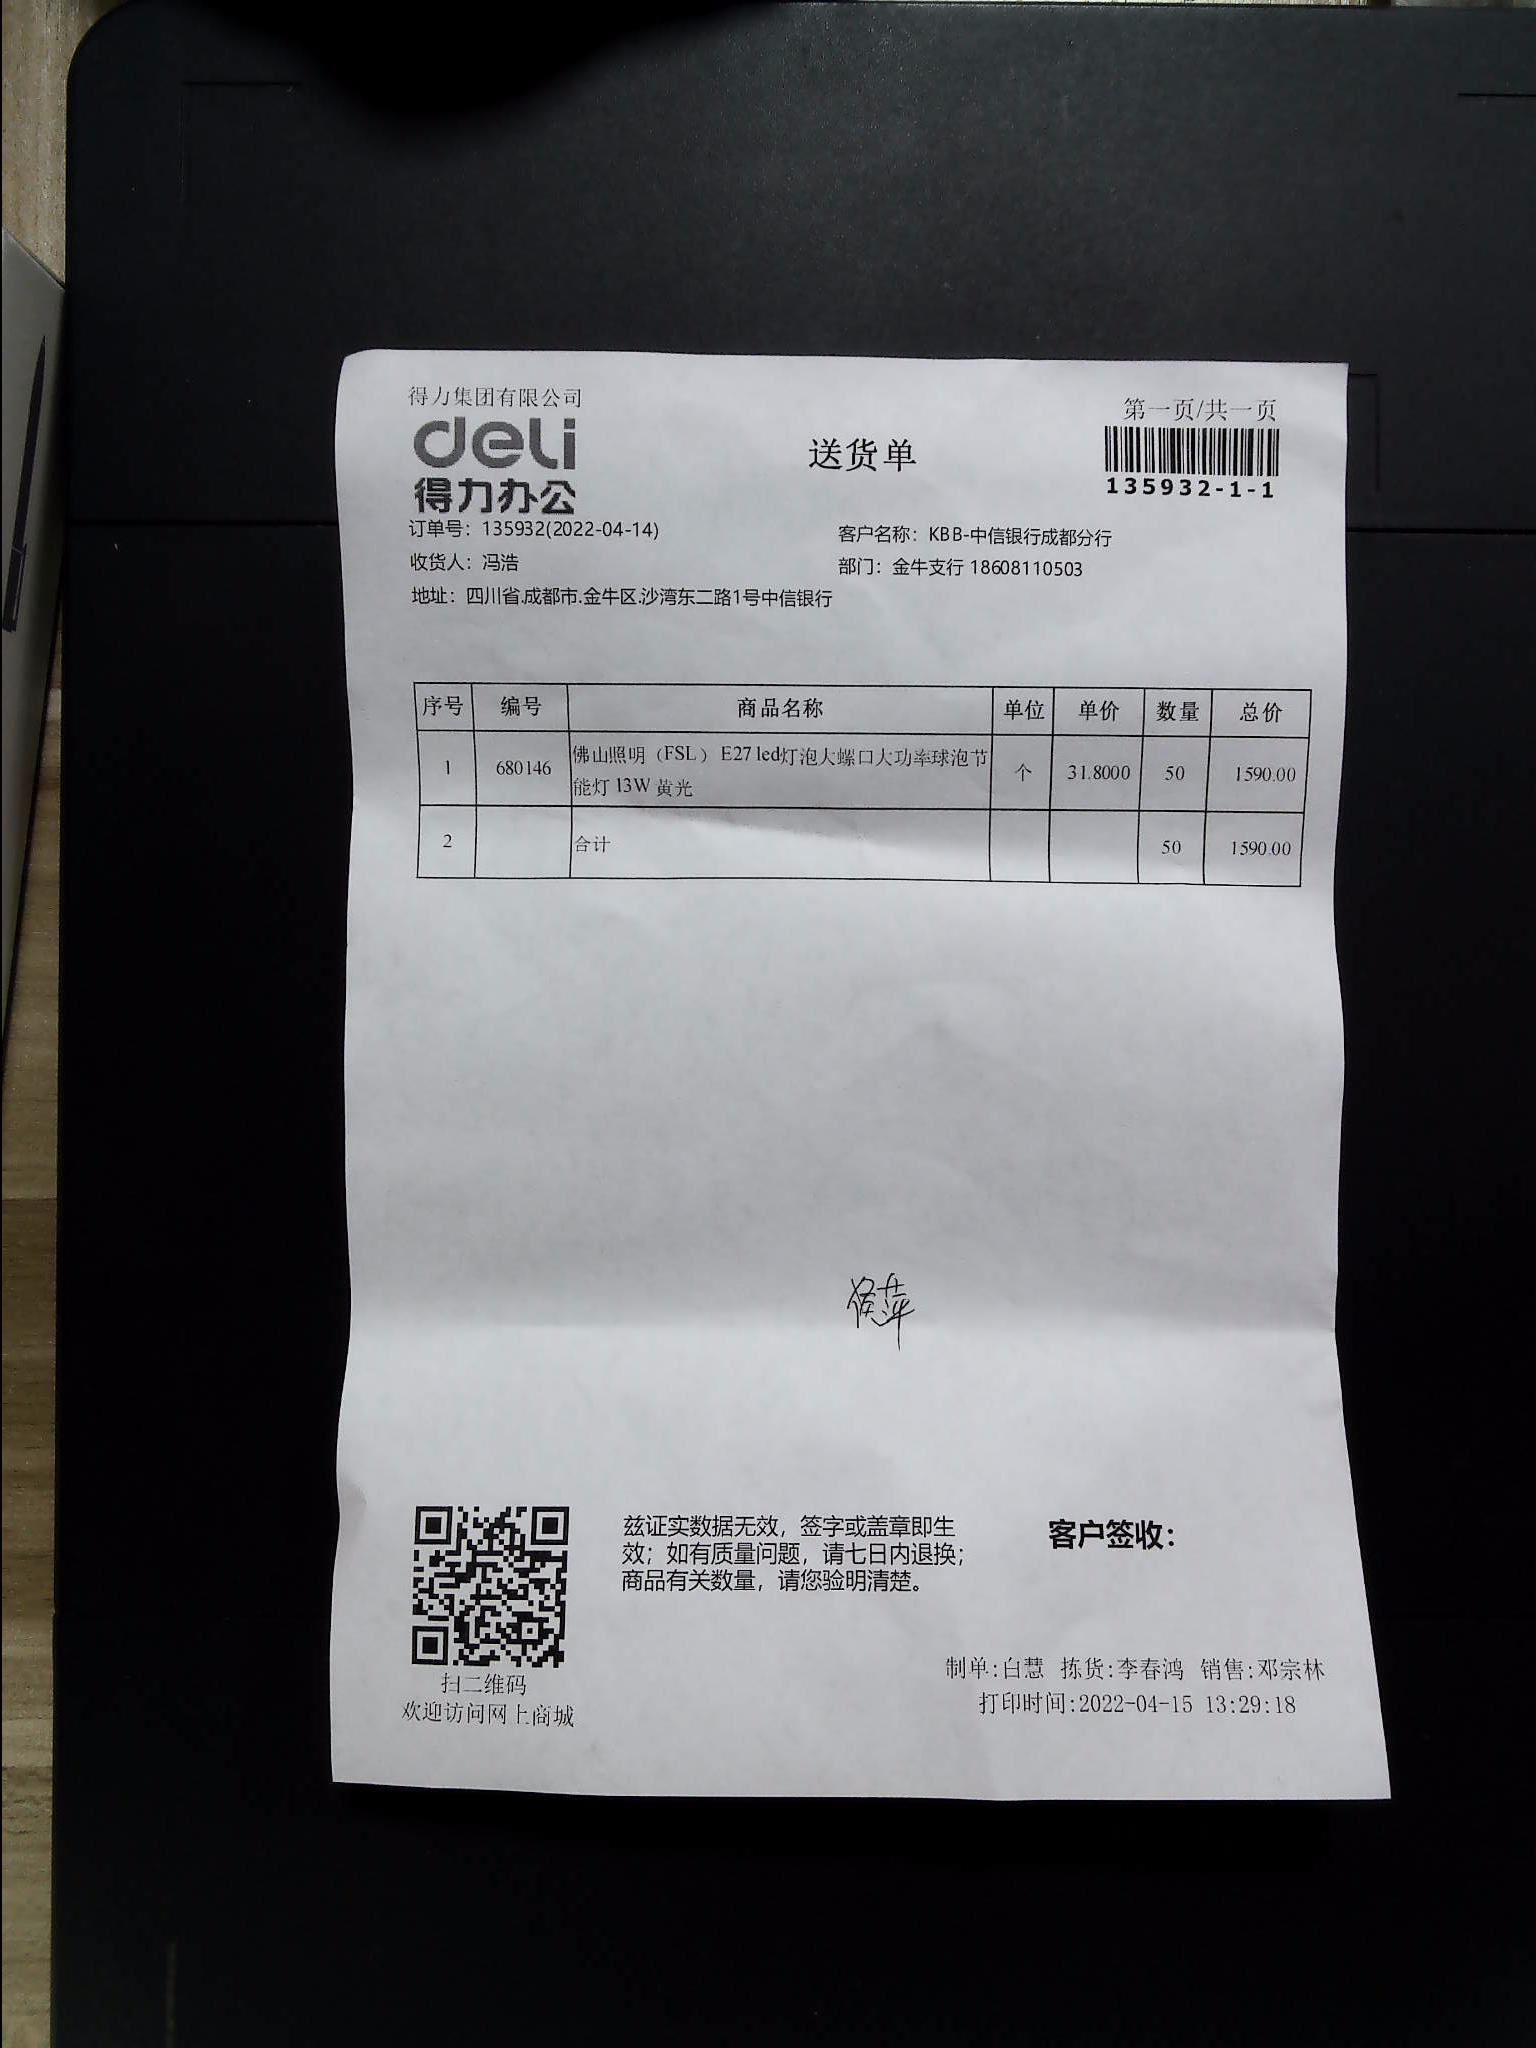 得力集团有限公司
deli
得力办公
送货单
第一页/共一页
135932-1-1
订单号：135932(2022-04-14)
客户名称：KBB-中信银行成都分行
收货人：冯浩
部门：金牛支行 18608110503
地址：四川省.成都市.金牛区.沙湾东二路1号中信银行
序号 编号 商品名称 单位 单价 数量 总价
1 680146 佛山照明（FSL） E27 led灯泡大螺口大功率球泡节 个 31.8000 50 1590.00
能灯 13W 黄光
2 合计 50 1590.00
侯萍
兹证实数据无效，签字或盖章即生
效；如有质量问题，请七日内退换；
商品有关数量，请您验明清楚。
客户签收：
扫二维码
欢迎访问网上商城
制单:白慧 拣货:李春鸿 销售:邓宗林
打印时间:2022-04-15 13:29:18